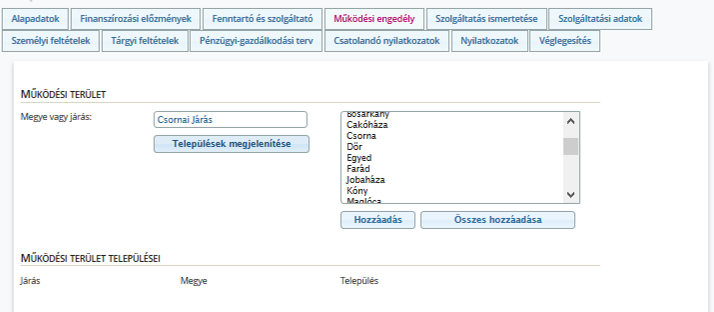 Alapadatok Finanszírozási előzmények Fenntartó és szolgáltató Működési engedély Szolgáltatás ismertetése Szolgáltatási adatok
Személyi feltételek Tárgyi feltételek Pénzügyi-gazdálkodási terv Csatolandó nyilatkozatok Nyilatkozatok Véglegesítés
MŰKÖDÉSI TERÜLET
Megye vagy járás: Csornai Járás
Települések megjelenítése
Bősárkány
Cakóháza
Csorna
Dör
Egyed
Farád
Jobaháza
Kóny
Maglóca
Hozzáadás Összes hozzáadása
MŰKÖDÉSI TERÜLET TELEPÜLÉSEI
Járás Megye Település